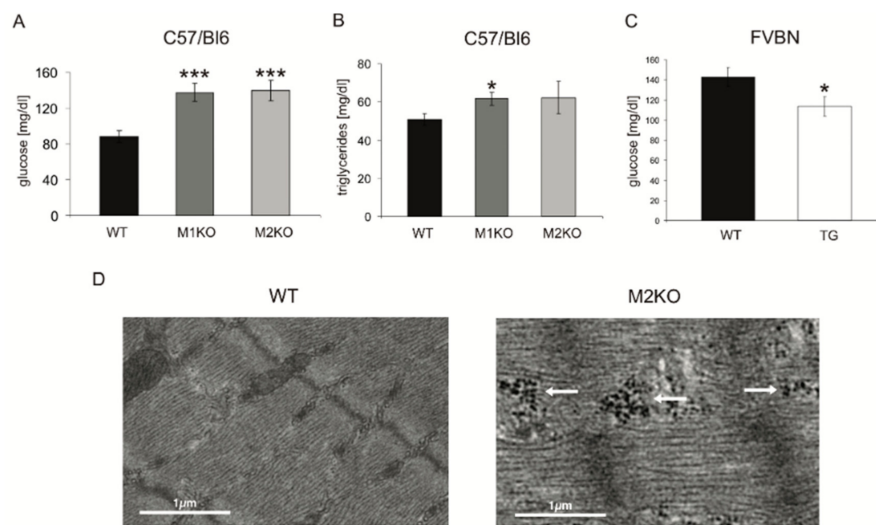 A
C57/Bl6
glucose [mg/dl]
160
120
80
40
0
***
***
WT
M1KO
M2KO
B
C57/Bl6
triglycerides [mg/dl]
80
60
40
20
0
*
WT
M1KO
M2KO
C
FVBN
glucose [mg/dl]
160
140
120
100
80
60
40
20
0
*
WT
TG
D
WT
M2KO
1µm
1µm